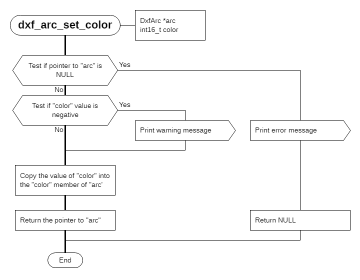 dxf_arc_set_color
DxfArc *arc
int16_t color
Test if pointer to "arc" is
NULL
Yes
No
Test if "color" value is
negative
Yes
No
Print warning message
Print error message
Copy the value of "color" into
the "color" member of "arc"
Return the pointer to "arc"
Return NULL
End